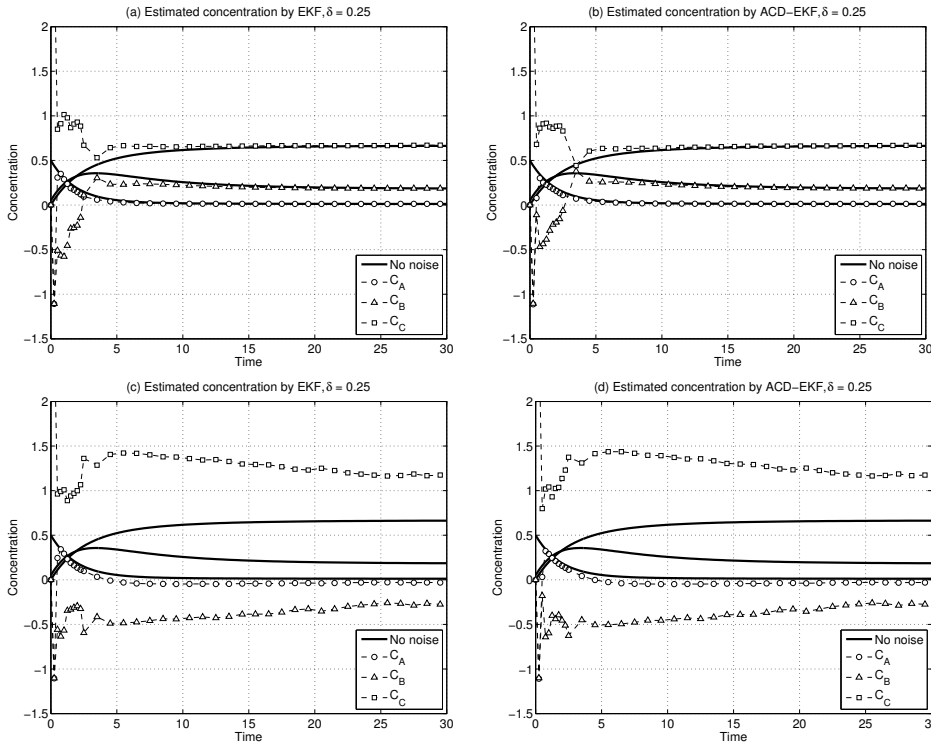 (a) Estimated concentration by EKF, δ = 0.25
2
1.5
1
0.5
0
−0.5
−1
−1.5
Concentration
0 5 10 15 20 25 30
Time
No noise
C_A
C_B
C_C
(b) Estimated concentration by ACD−EKF, δ = 0.25
2
1.5
1
0.5
0
−0.5
−1
−1.5
Concentration
0 5 10 15 20 25 30
Time
No noise
C_A
C_B
C_C
(c) Estimated concentration by EKF, δ = 0.25
2
1.5
1
0.5
0
−0.5
−1
−1.5
Concentration
0 5 10 15 20 25 30
Time
No noise
C_A
C_B
C_C
(d) Estimated concentration by ACD−EKF, δ = 0.25
2
1.5
1
0.5
0
−0.5
−1
−1.5
Concentration
0 5 10 15 20 25 30
Time
No noise
C_A
C_B
C_C